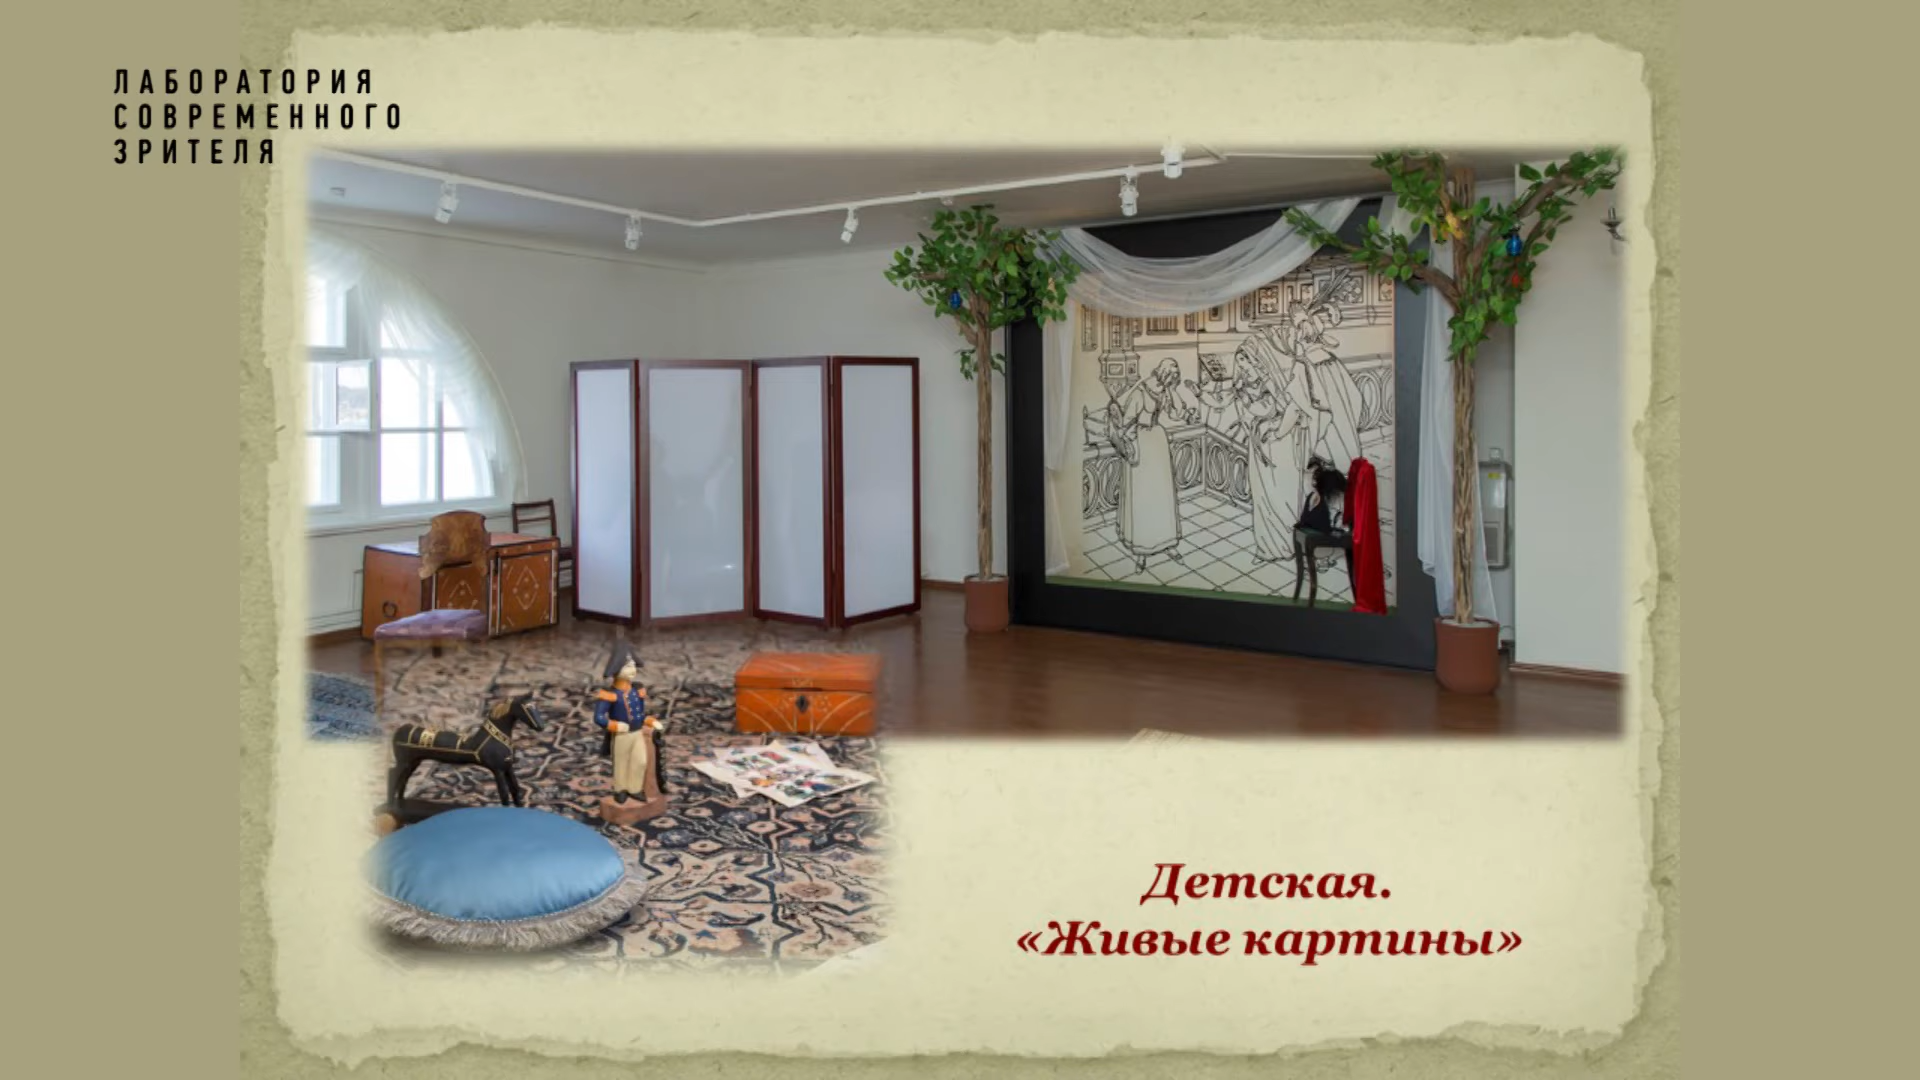 ЛАБОРАТОРИЯ
СОВРЕМЕННОГО
ЗРИТЕЛЯ
Детская.
«Живые картины»